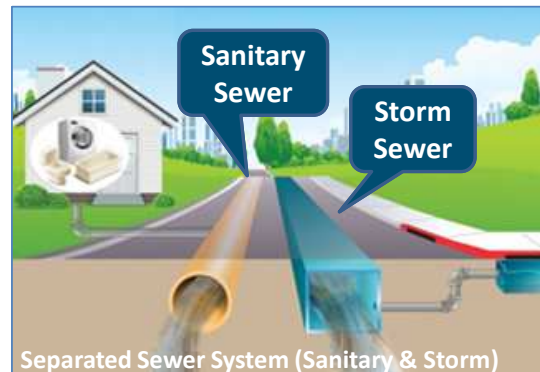 Sanitary
Sewer
Storm
Sewer
Separated Sewer System (Sanitary & Storm)